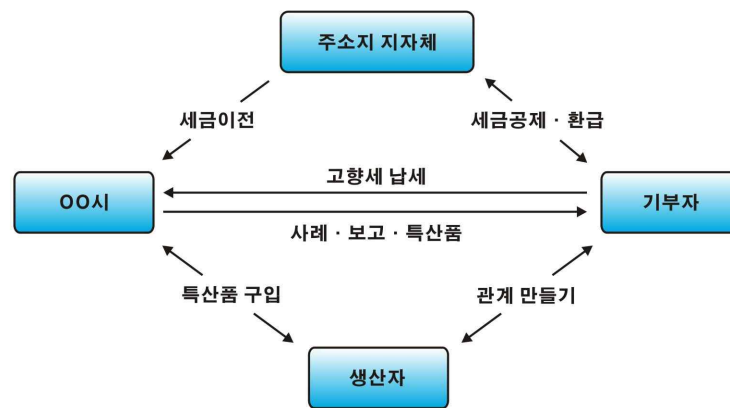 주소지 지자체
세금이전
세금공제 · 환급
고향세 납세
OO시
기부자
사례 · 보고 · 특산품
특산품 구입
관계 만들기
생산자